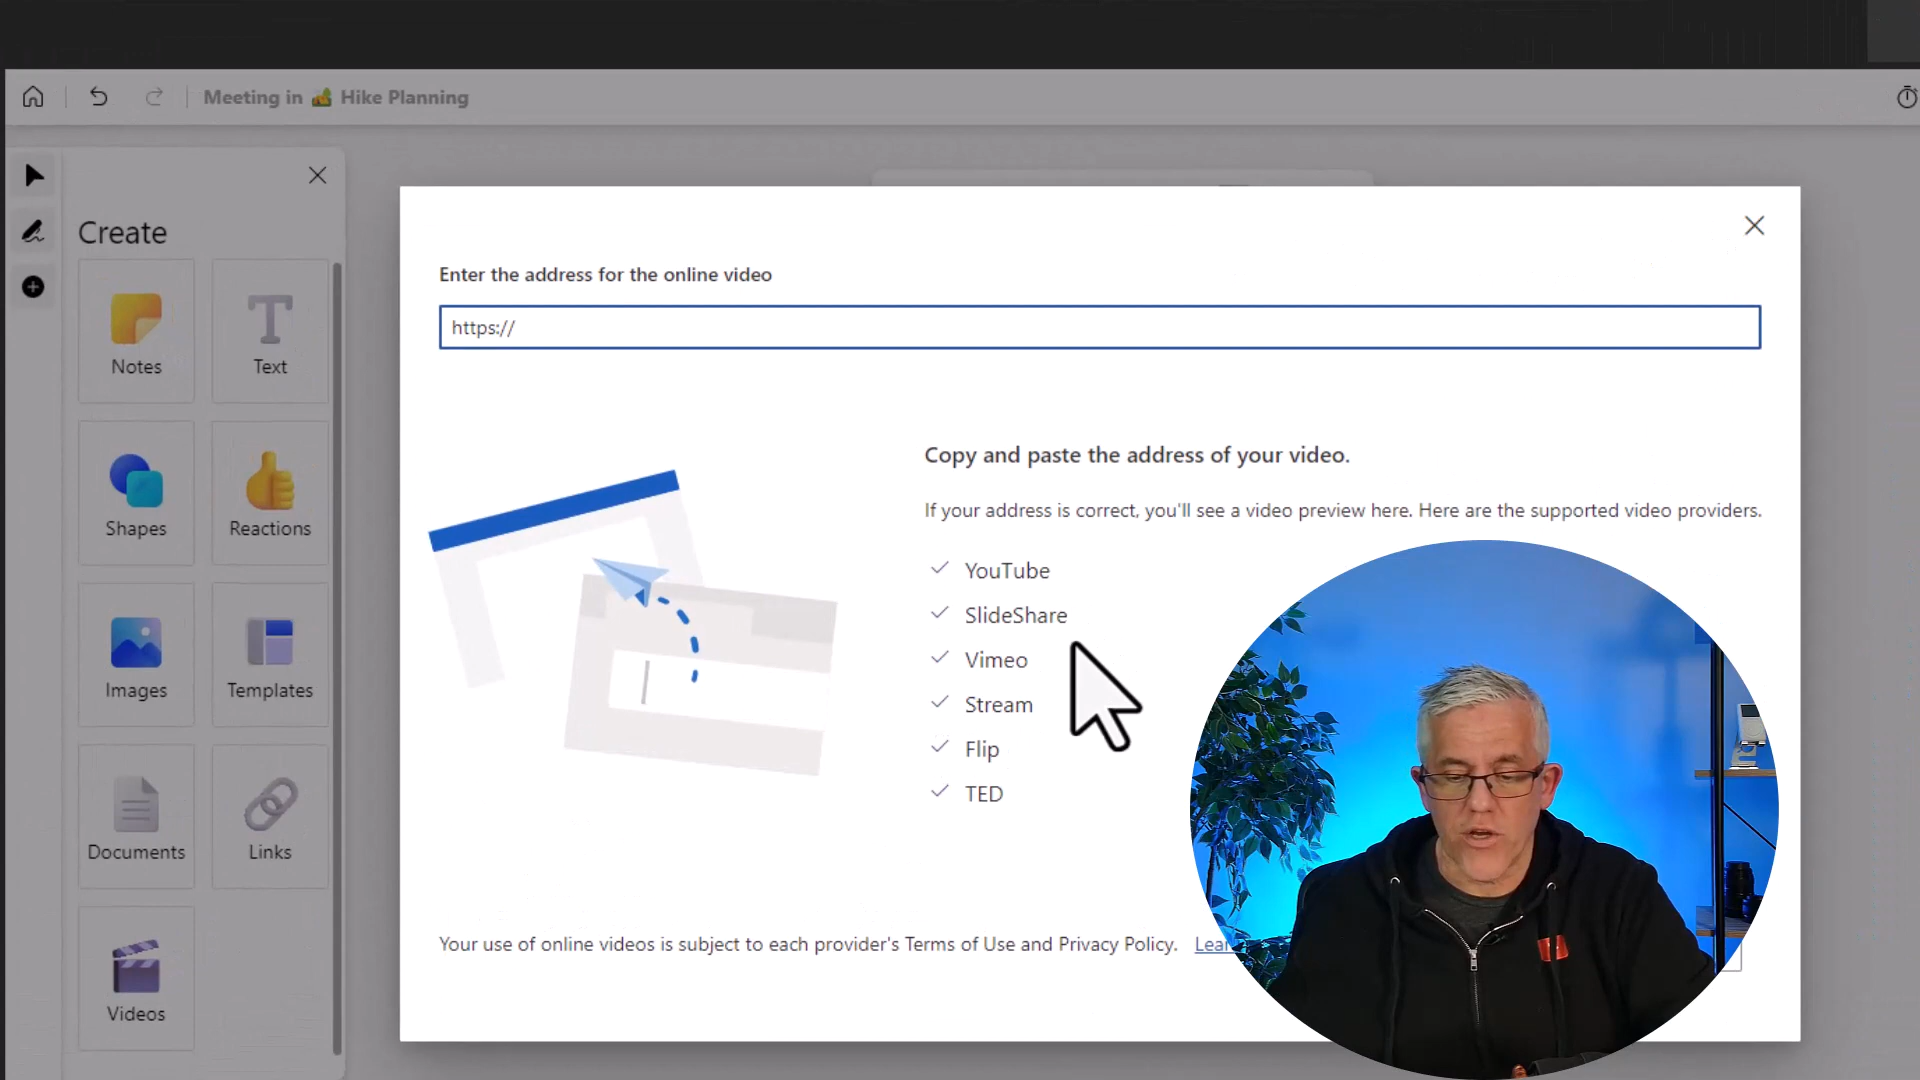 Meeting in 🏕️ Hike Planning
Create
Notes
Text
Shapes
Reactions
Images
Templates
Documents
Links
Videos
Enter the address for the online video
https://
Copy and paste the address of your video.
If your address is correct, you'll see a video preview here. Here are the supported video providers.
YouTube
SlideShare
Vimeo
Stream
Flip
TED
Your use of online videos is subject to each provider's Terms of Use and Privacy Policy.